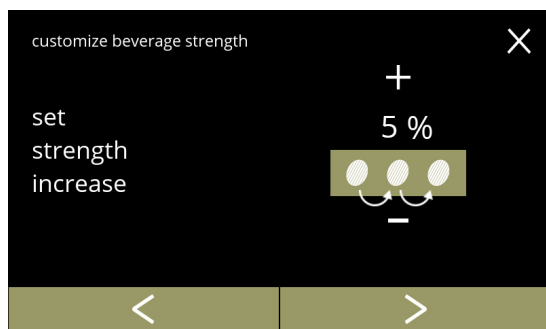 customize beverage strength
set
strength
increase
+
5 %
-
<
>